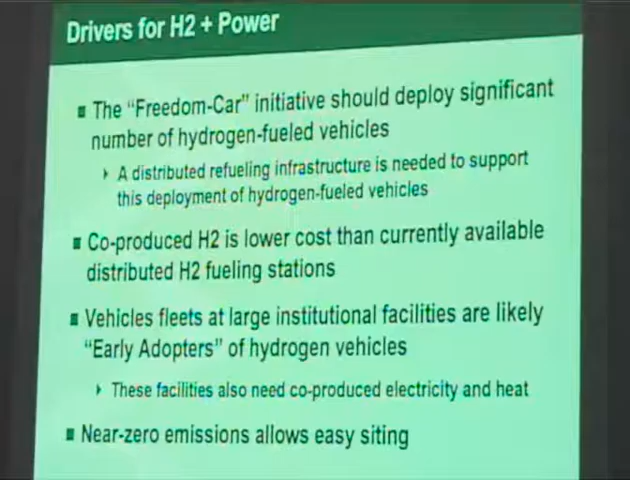 Drivers for H2 + Power
■ The “Freedom-Car” initiative should deploy significant
number of hydrogen-fueled vehicles
‣ A distributed refueling infrastructure is needed to support
this deployment of hydrogen-fueled vehicles
■ Co-produced H2 is lower cost than currently available
distributed H2 fueling stations
■ Vehicles fleets at large institutional facilities are likely
“Early Adopters” of hydrogen vehicles
‣ These facilities also need co-produced electricity and heat
■ Near-zero emissions allows easy siting